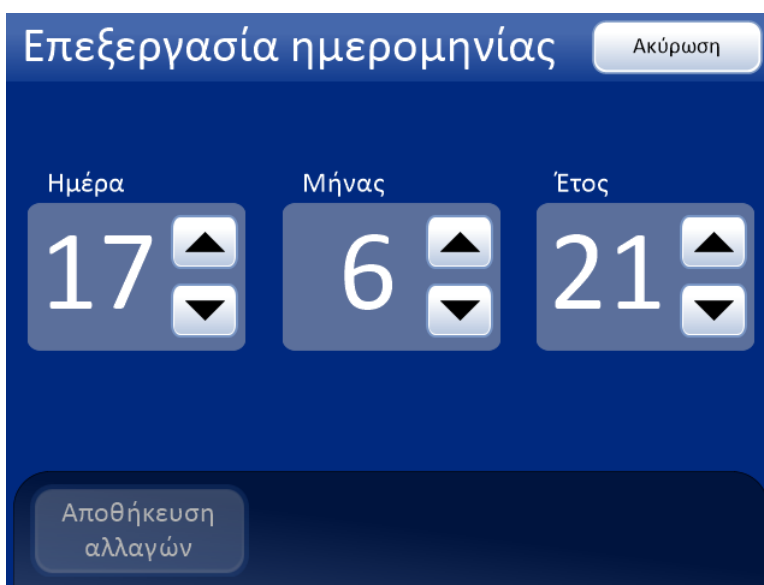 Επεξεργασία ημερομηνίας
Ακύρωση
Ημέρα
Μήνας
Έτος
17
6
21
Αποθήκευση
αλλαγών